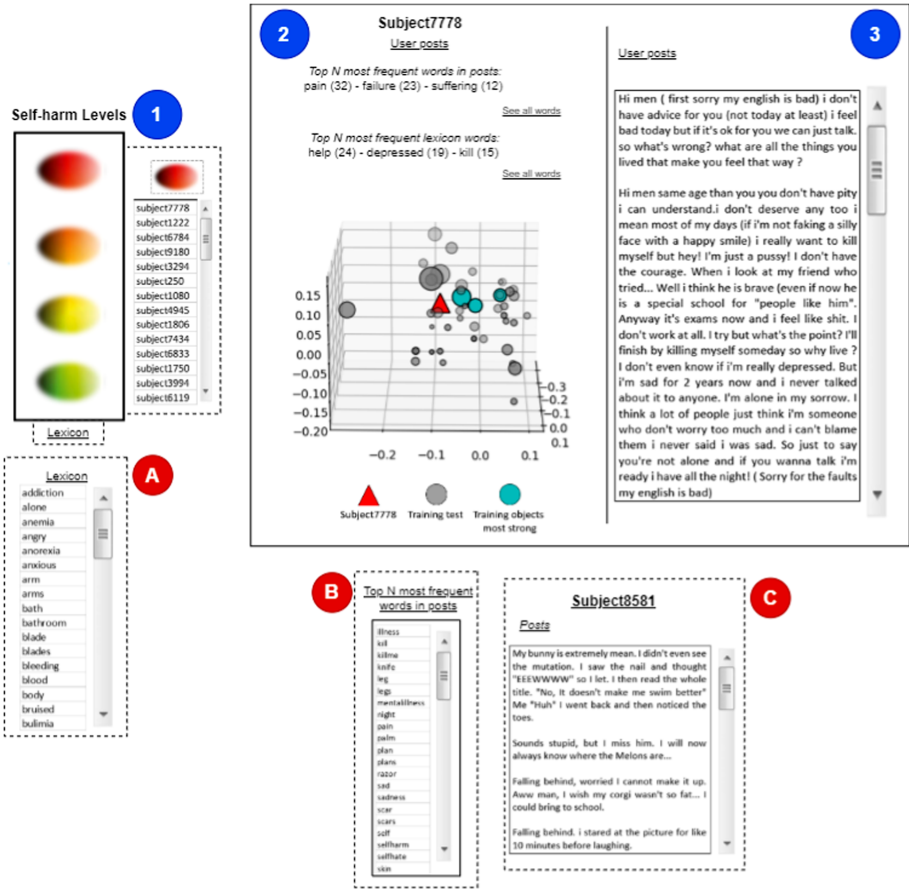 Self-harm Levels
1
subject7778
subject1222
subject6784
subject9180
subject3294
subject250
subject1080
subject4945
subject1806
subject7434
subject6833
subject1750
subject3994
subject6119
Lexicon
A
Lexicon
addiction
alone
anemia
angry
anorexia
anxious
arm
arms
bath
bathroom
blade
blades
bleeding
blood
body
bruised
bulimia
2
Subject7778
User posts
Top N most frequent words in posts:
pain (32) - failure (23) - suffering (12)
See all words
Top N most frequent lexicon words:
help (24) - depressed (19) - kill (15)
See all words
0.15
0.10
0.05
0.00
−0.05
−0.10
−0.15
−0.20
−0.2
−0.1
0.0
0.1
−0.3
−0.2
−0.1
0.0
0.1
Subject7778
Training test
Training objects
most strong
3
User posts
Hi men ( first sorry my english is bad) i don't
have advice for you (not today at least) i feel
bad today but if it's ok for you we can just talk.
so what's wrong? what are all the things you
lived that make you feel that way ?
Hi men same age than you you don't have pity
i can understand.i don't deserve any too i
mean most of my days (if i'm not faking a silly
face with a happy smile) i really want to kill
myself but hey! I'm just a pussy! I don't have
the courage. When i look at my friend who
tried... Well i think he is brave (even if now he
is a special school for "people like him".
Anyway it's exams now and i feel like shit. I
don't work at all. I try but what's the point? I'll
finish by killing myself someday so why live ?
I don't even know if i'm really depressed. But
i'm sad for 2 years now and i never talked
about it to anyone. I'm alone in my sorrow. I
think a lot of people just think i'm someone
who don't worry too much and i can't blame
them i never said i was sad. So just to say
you're not alone and if you wanna talk i'm
ready i have all the night! ( Sorry for the faults
my english is bad)
B
Top N most frequent
words in posts
illness
kill
killme
knife
leg
legs
mentalillness
night
pain
palm
plan
plans
razor
sad
sadness
scar
scars
self
selfharm
selfhate
skin
C
Subject8581
Posts
My bunny is extremely mean. I didn't even see
the mutation. I saw the nail and thought
"EEEWWWW" so I let. I then read the whole
title. "No, It doesn't make me swim better"
Me "Huh" I went back and then noticed the
toes.
Sounds stupid, but I miss him. I will now
always know where the Melons are...
Falling behind, worried I cannot make it up.
Aww man, I wish my corgi wasn't so fat... I
could bring to school.
Falling behind. i stared at the picture for like
10 minutes before laughing.